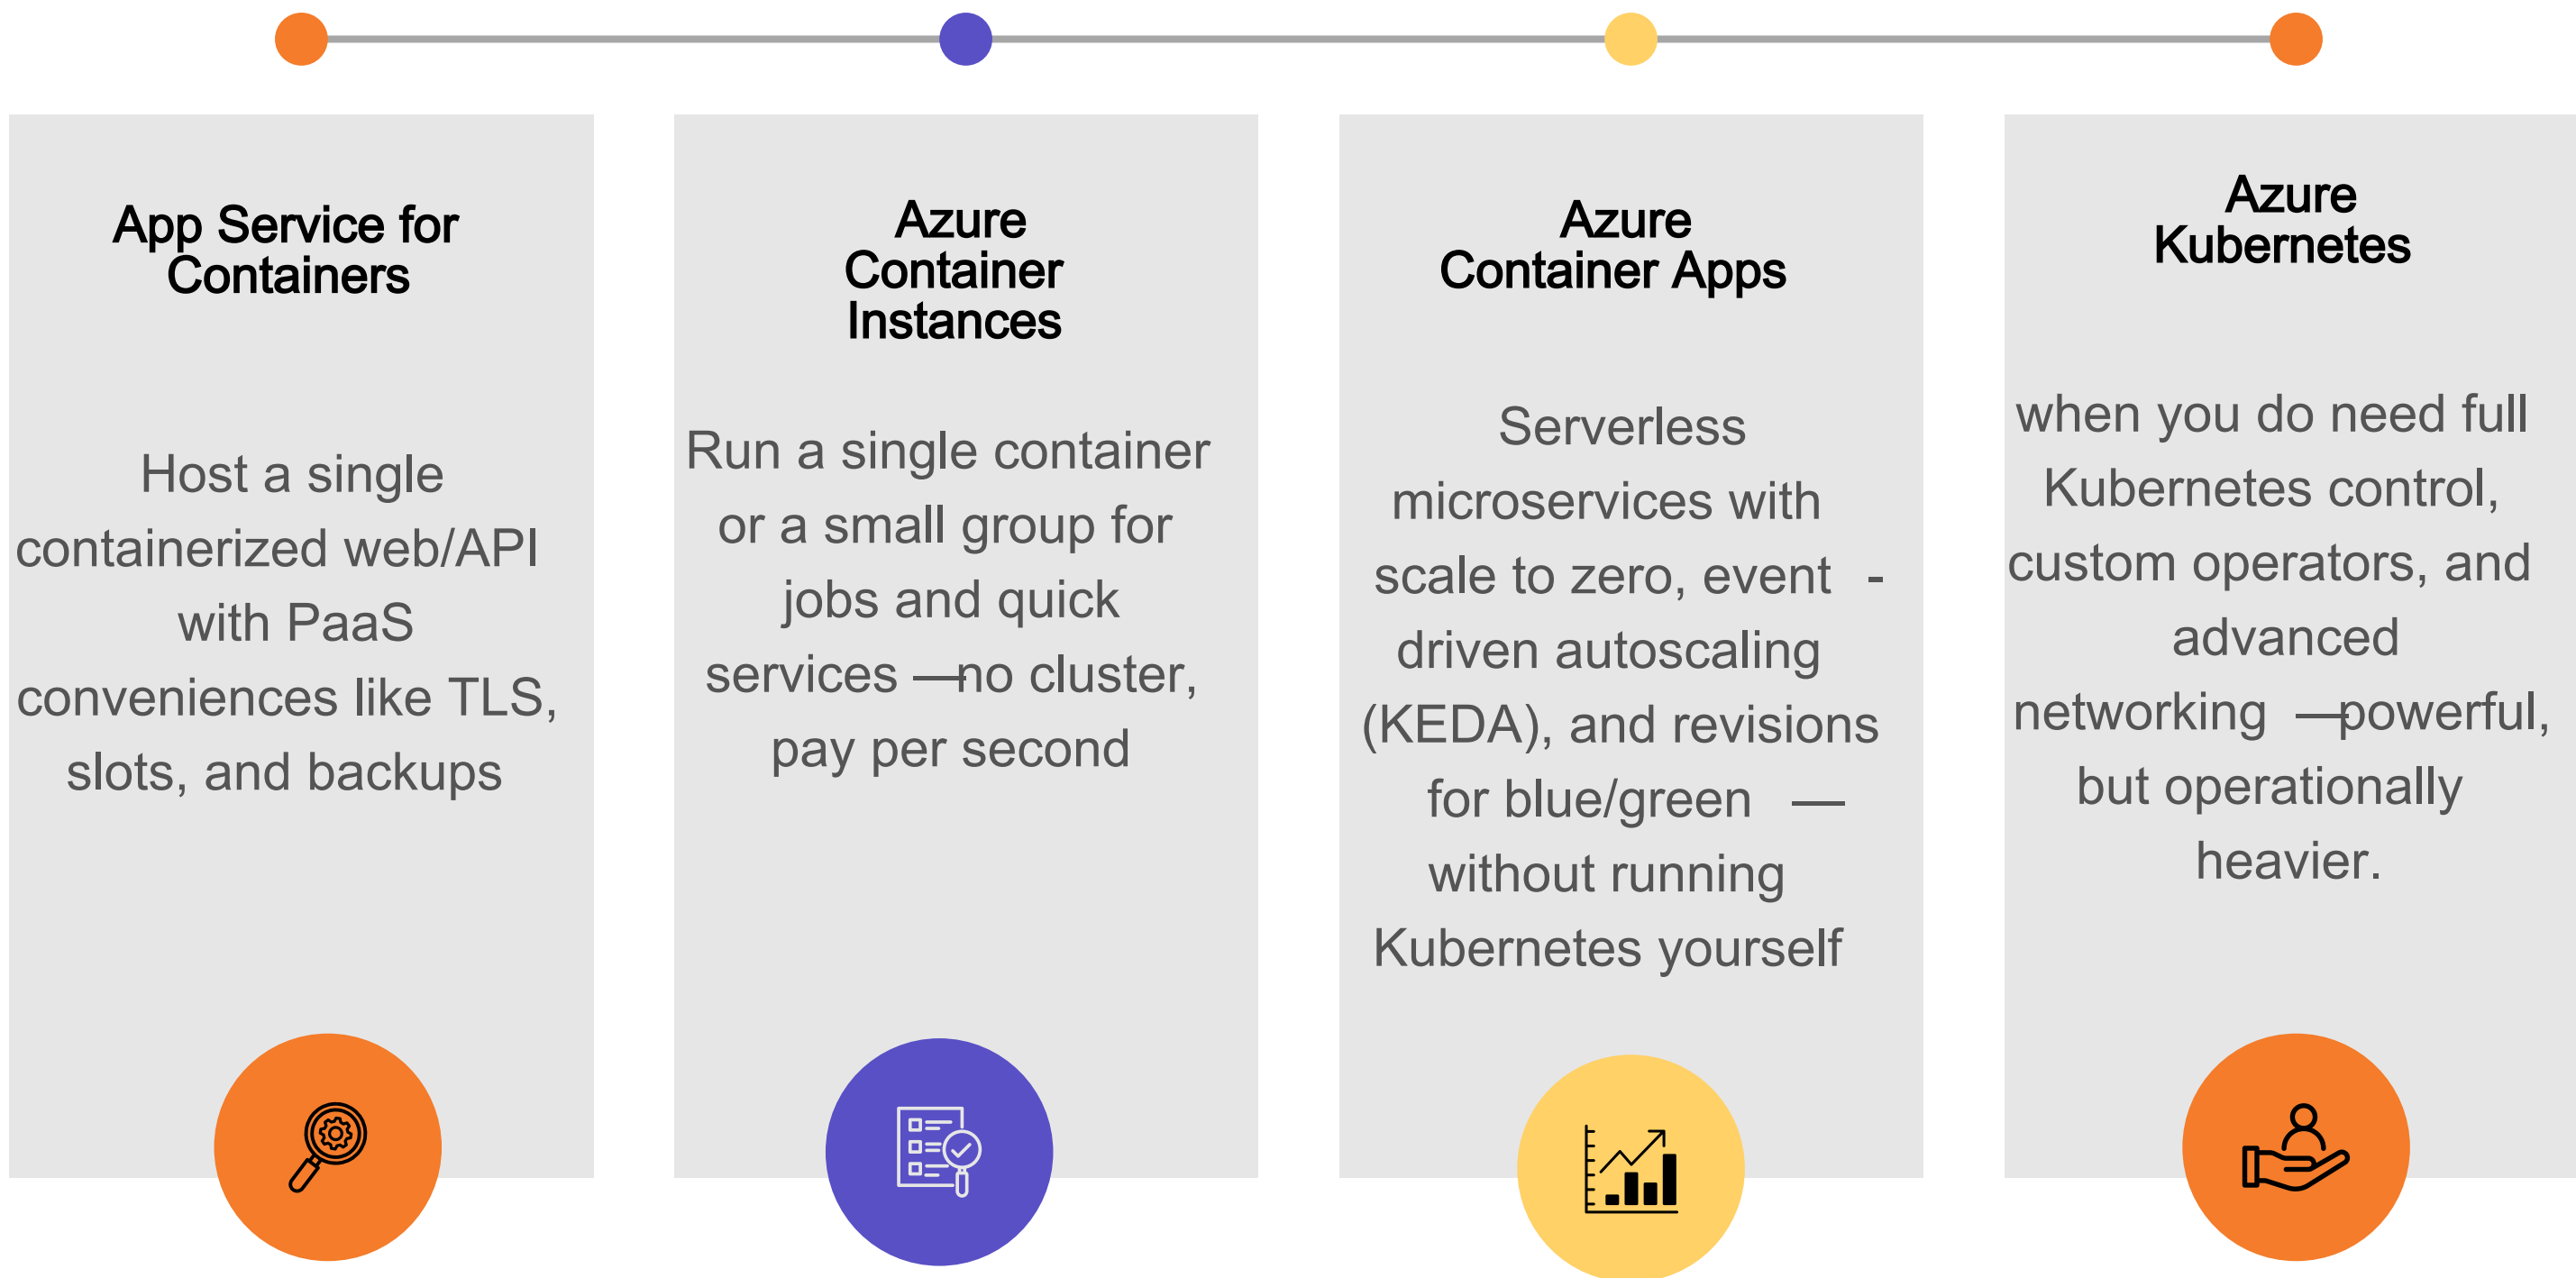 App Service for
Containers
Host a single
containerized web/API
with PaaS
conveniences like TLS,
slots, and backups
Azure
Container
Instances
Run a single container
or a small group for
jobs and quick
services —no cluster,
pay per second
Azure
Container Apps
Serverless
microservices with
scale to zero, event -
driven autoscaling
(KEDA), and revisions
for blue/green —
without running
Kubernetes yourself
Azure
Kubernetes
when you do need full
Kubernetes control,
custom operators, and
advanced
networking —powerful,
but operationally
heavier.